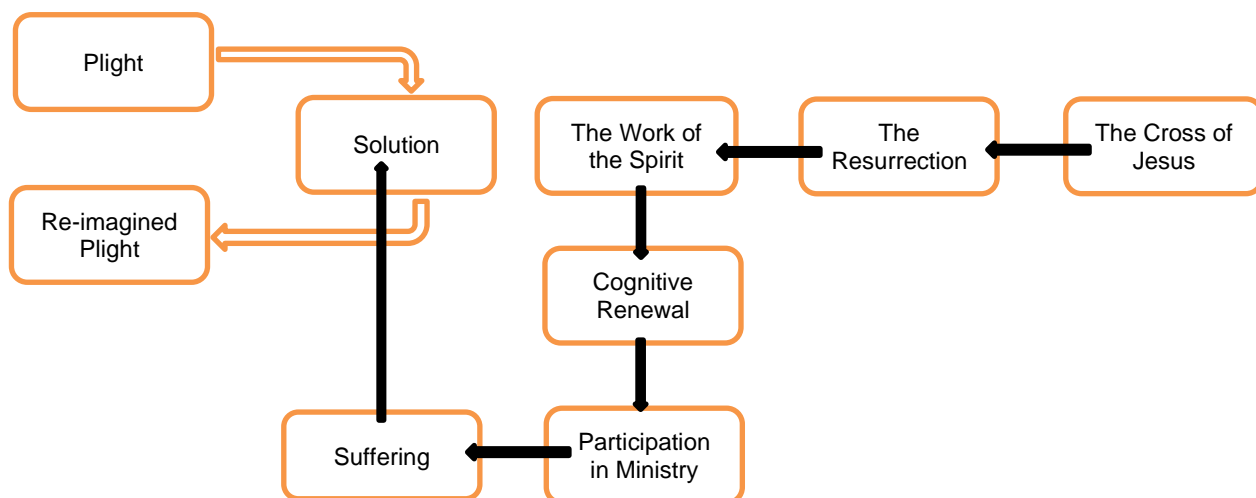 Plight
Solution
Re-imagined
Plight
The Work of
the Spirit
The
Resurrection
The Cross of
Jesus
Cognitive
Renewal
Participation
in Ministry
Suffering